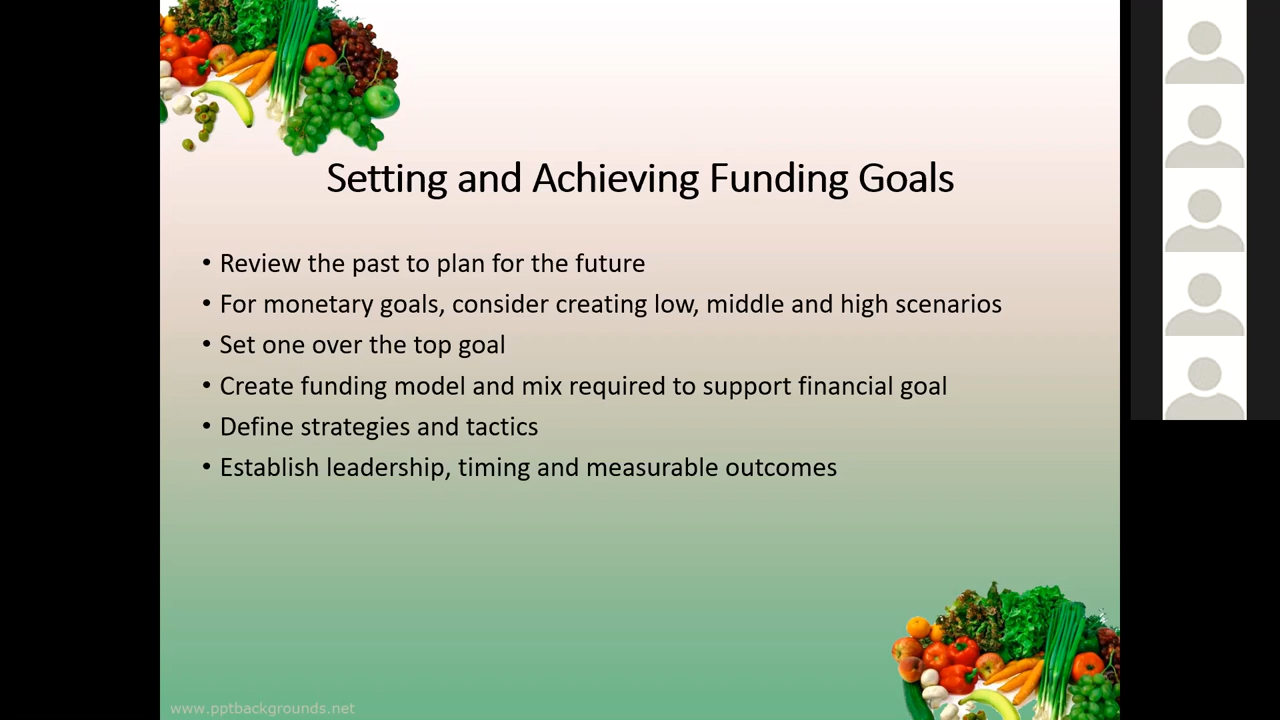 Setting and Achieving Funding Goals
• Review the past to plan for the future
• For monetary goals, consider creating low, middle and high scenarios
• Set one over the top goal
• Create funding model and mix required to support financial goal
• Define strategies and tactics
• Establish leadership, timing and measurable outcomes
www.pptbackgrounds.net